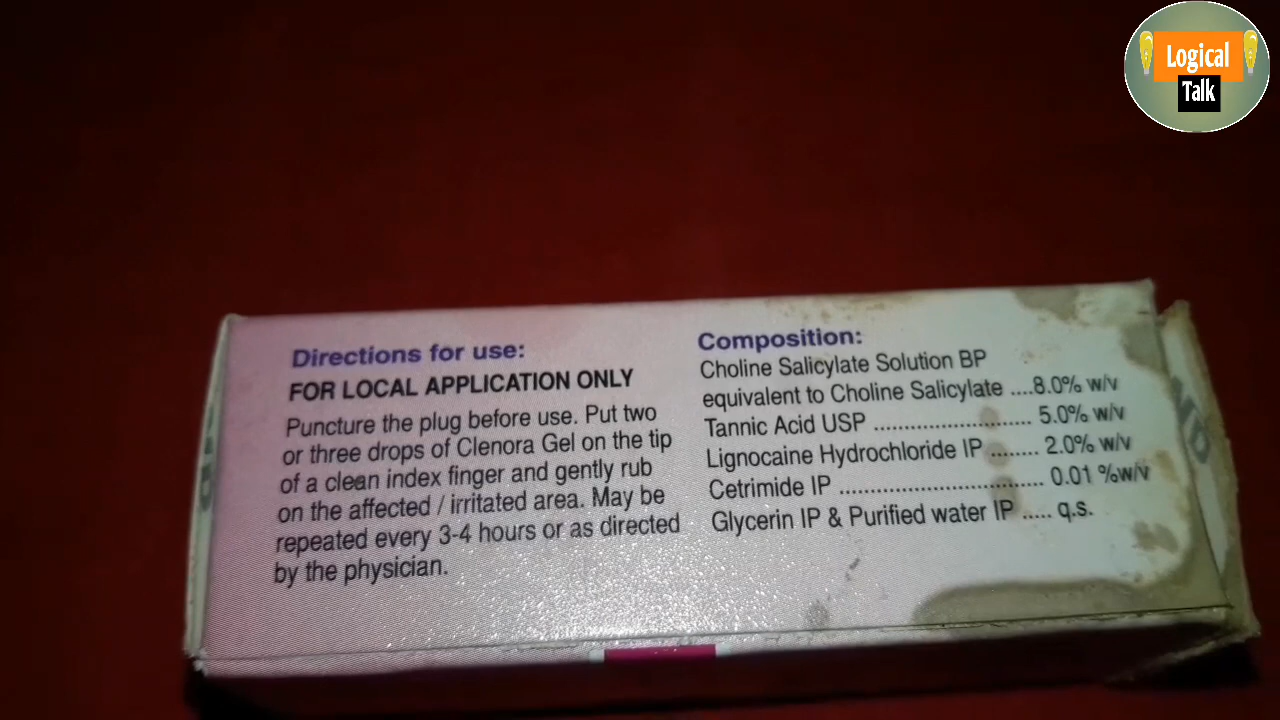 Logical
Talk
Directions for use:
FOR LOCAL APPLICATION ONLY
Puncture the plug before use. Put two
or three drops of Clenora Gel on the tip
of a clean index finger and gently rub
on the affected / irritated area. May be
repeated every 3-4 hours or as directed
by the physician.
Composition:
Choline Salicylate Solution BP
equivalent to Choline Salicylate ....8.0% w/v
Tannic Acid USP ......................... 5.0% w/v
Lignocaine Hydrochloride IP ........ 2.0% w/v
Cetrimide IP ................................. 0.01 %w/v
Glycerin IP & Purified water IP ..... q.s.